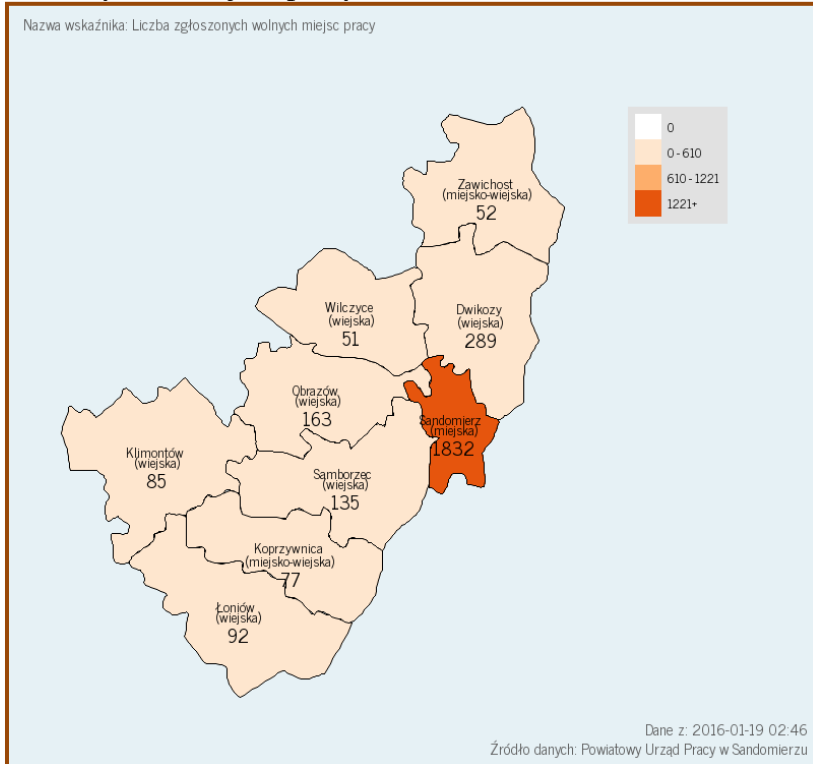 Nazwa wskaźnika: Liczba zgłoszonych wolnych miejsc pracy
0
0-610
610-1221
1221+
Zawichost
(miejsko-wiejska)
52
Wilczyce
(wiejska)
51
Dwikozy
(wiejska)
289
Obrazów
(wiejska)
163
Sandomierz
(miejska)
1832
Klimontów
(wiejska)
85
Samborzec
(wiejska)
135
Koprzywnica
(miejsko-wiejska)
77
Łoniów
(wiejska)
92
Dane z: 2016-01-19 02:46
Źródło danych: Powiatowy Urząd Pracy w Sandomierzu